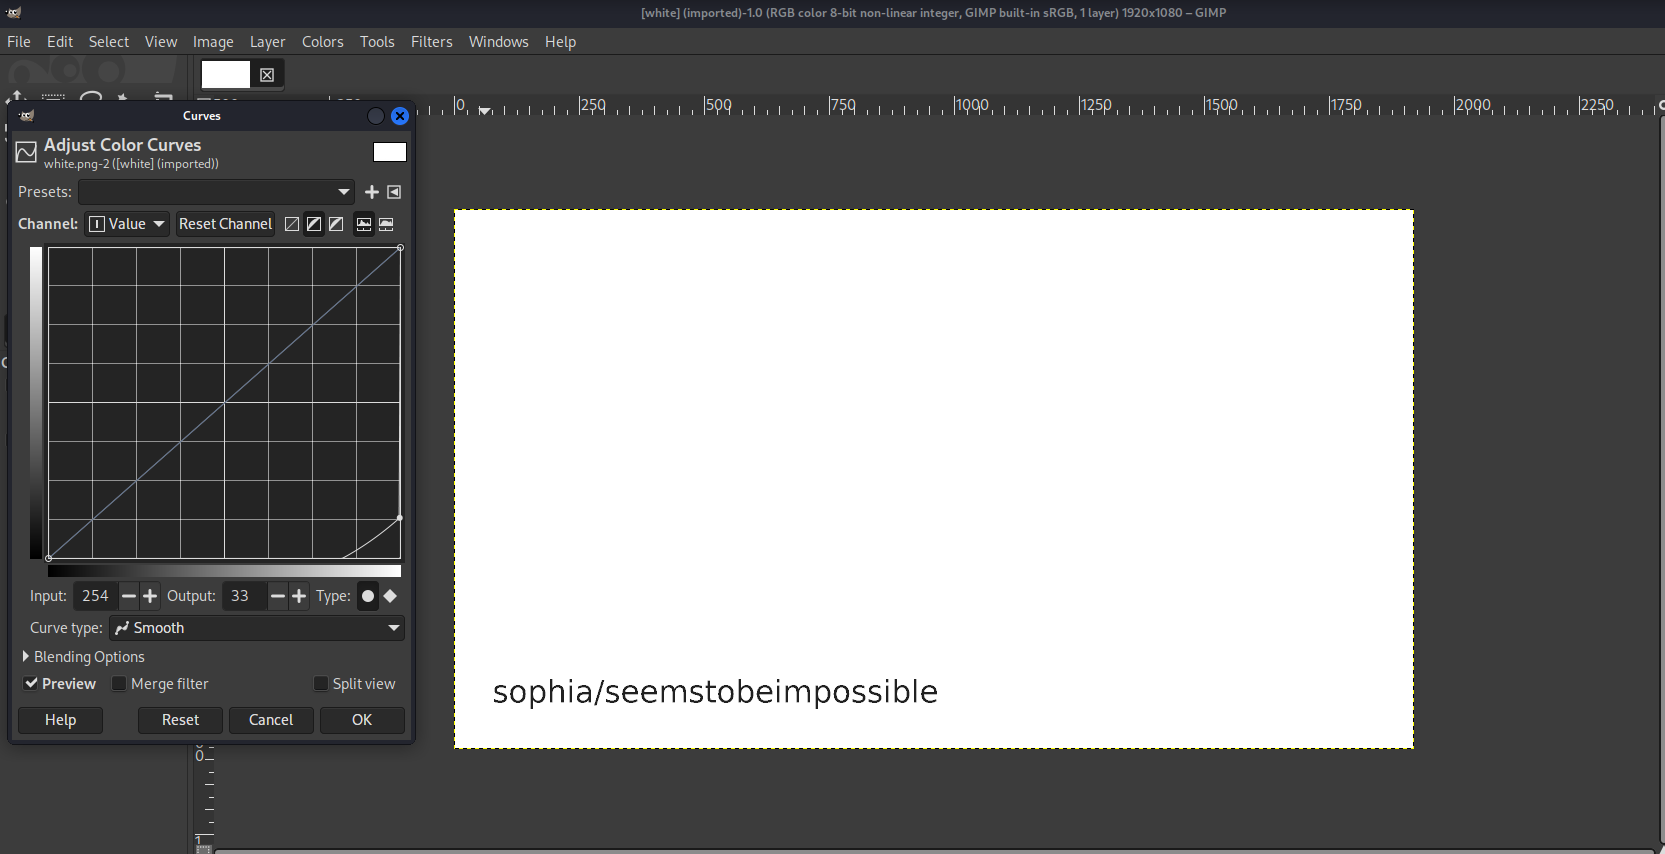 [white] (imported)-1.0 (RGB color 8-bit non-linear integer, GIMP built-in sRGB, 1 layer) 1920x1080 – GIMP
File Edit Select View Image Layer Colors Tools Filters Windows Help
0 250 500 750 1000 1250 1500 1750 2000 2250
Curves
Adjust Color Curves
white.png-2 ([white] (imported))
Presets:
Channel: Value Reset Channel
Input: 254 Output: 33 Type:
Curve type: Smooth
Blending Options
Preview Merge filter Split view
Help Reset Cancel OK
sophia/seemstobeimpossible
0
1